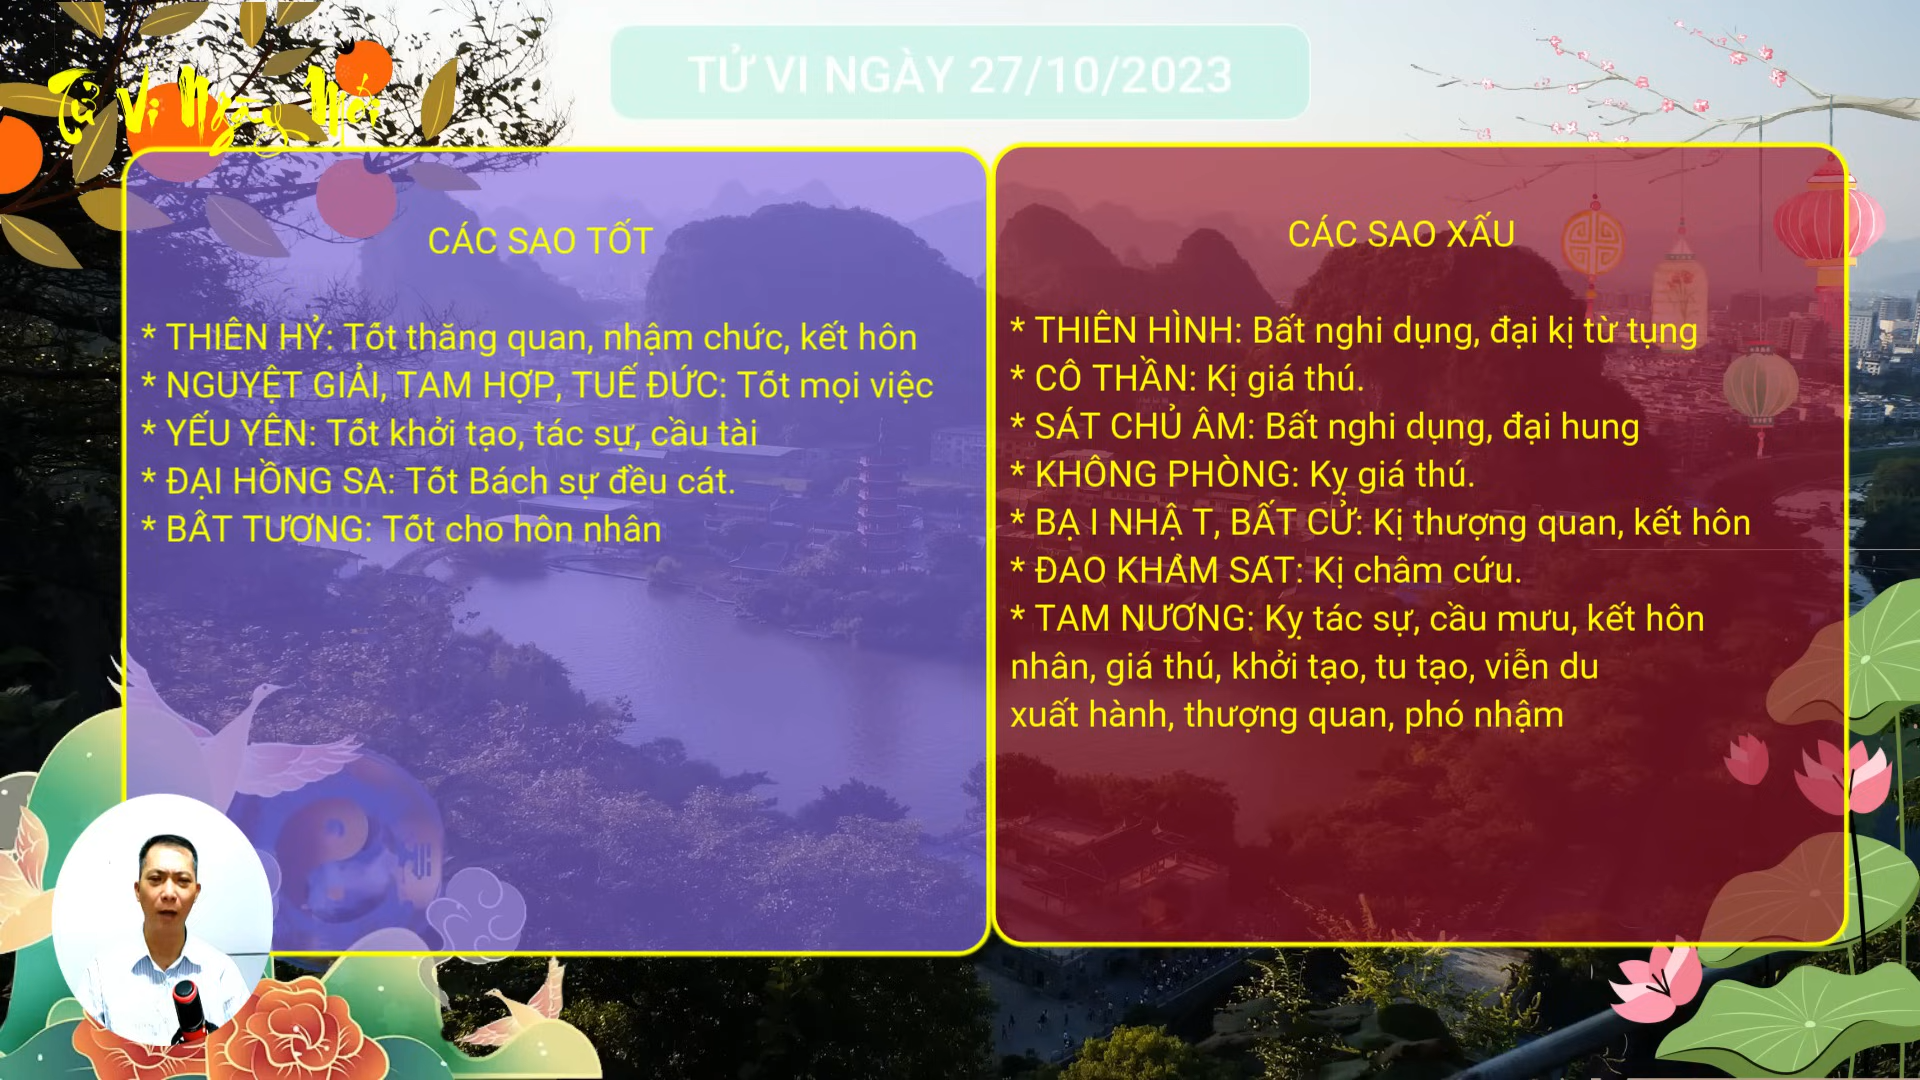 Tử Vi Ngày Mới
TỬ VI NGÀY 27/10/2023
CÁC SAO TỐT
* THIÊN HỶ: Tốt thăng quan, nhậm chức, kết hôn
* NGUYỆT GIẢI, TAM HỢP, TUẾ ĐỨC: Tốt mọi việc
* YẾU YÊN: Tốt khởi tạo, tác sự, cầu tài
* ĐẠI HỒNG SA: Tốt Bách sự đều cát.
* BẤT TƯƠNG: Tốt cho hôn nhân
CÁC SAO XẤU
* THIÊN HÌNH: Bất nghi dụng, đại kị từ tụng
* CÔ THẦN: Kị giá thú.
* SÁT CHỦ ÂM: Bất nghi dụng, đại hung
* KHÔNG PHÒNG: Kỵ giá thú.
* BẠ I NHẬ T, BẤT CỬ: Kị thượng quan, kết hôn
* ĐAO KHẢM SÁT: Kị châm cứu.
* TAM NƯƠNG: Kỵ tác sự, cầu mưu, kết hôn
nhân, giá thú, khởi tạo, tu tạo, viễn du
xuất hành, thượng quan, phó nhậm